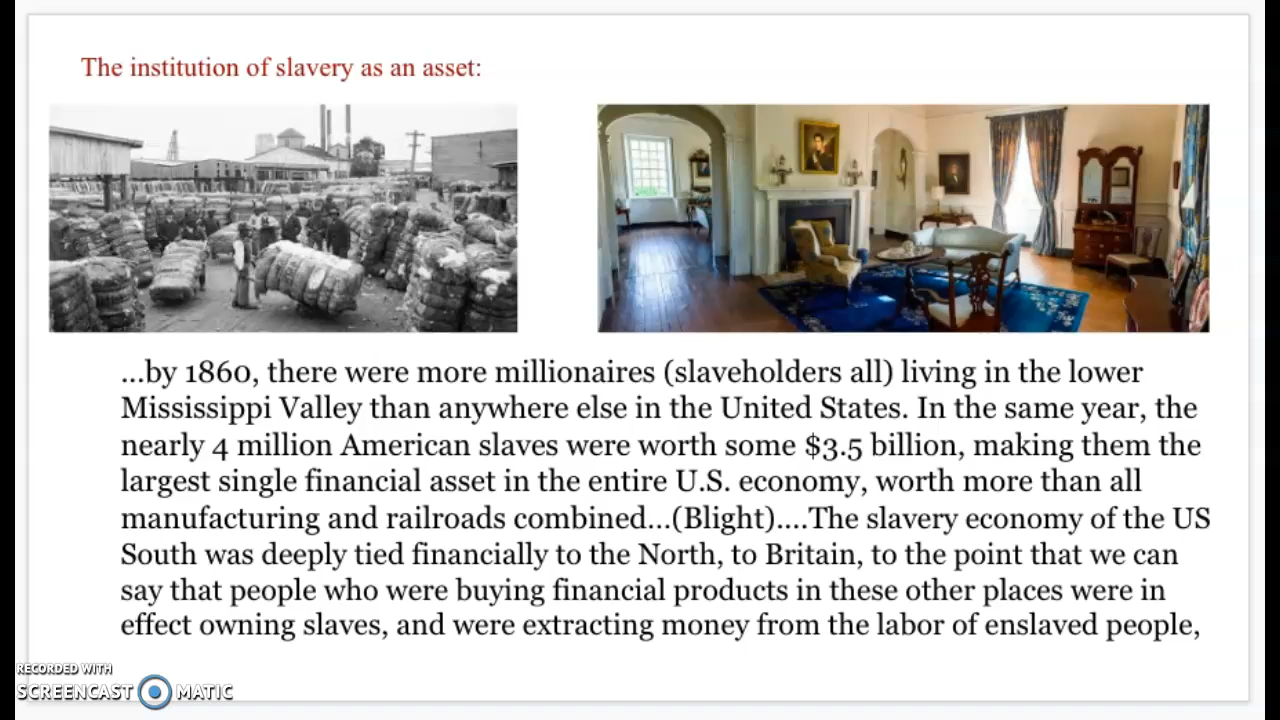 The institution of slavery as an asset:
...by 1860, there were more millionaires (slaveholders all) living in the lower
Mississippi Valley than anywhere else in the United States. In the same year, the
nearly 4 million American slaves were worth some $3.5 billion, making them the
largest single financial asset in the entire U.S. economy, worth more than all
manufacturing and railroads combined...(Blight)....The slavery economy of the US
South was deeply tied financially to the North, to Britain, to the point that we can
say that people who were buying financial products in these other places were in
effect owning slaves, and were extracting money from the labor of enslaved people,
RECORDED WITH
SCREENCAST MATIC